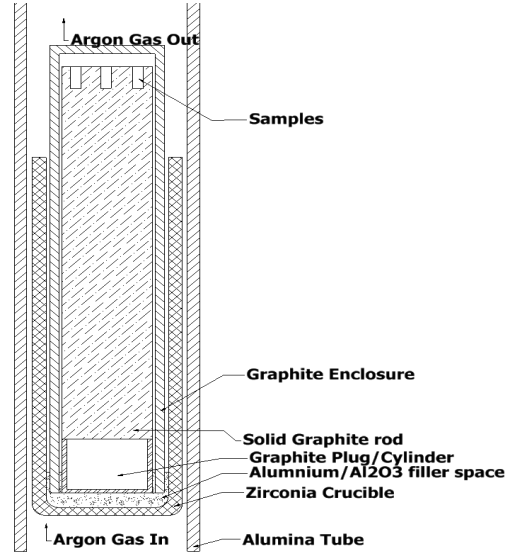 Argon Gas Out
Samples
Graphite Enclosure
Solid Graphite rod
Graphite Plug/Cylinder
Alumnium/Al2O3 filler space
Zirconia Crucible
Argon Gas In
Alumina Tube